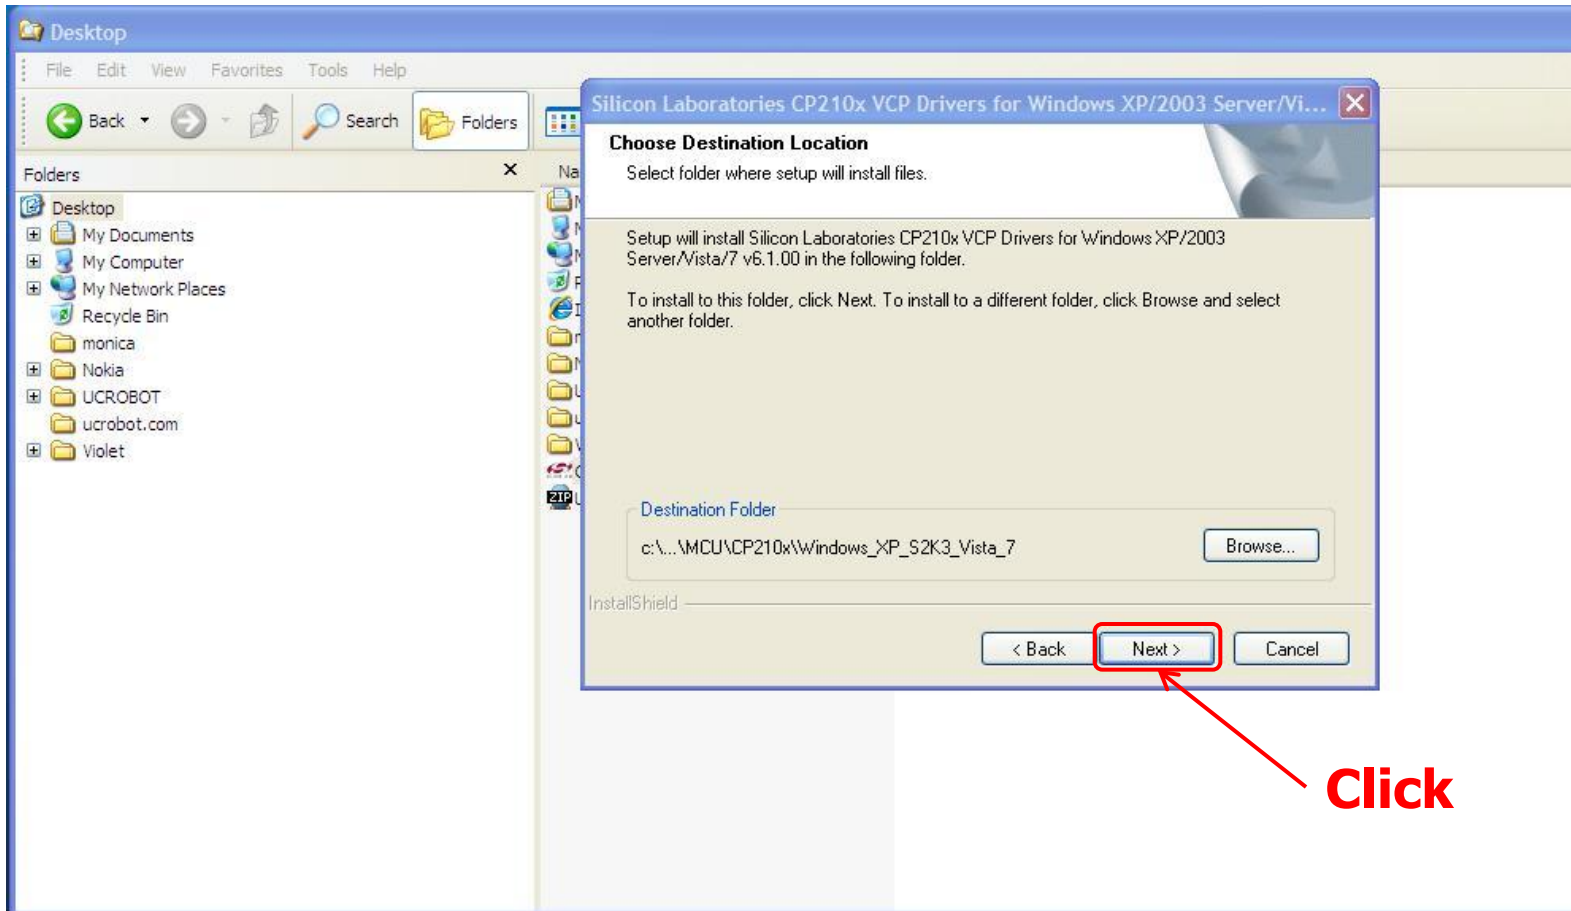 Desktop
File Edit View Favorites Tools Help
Back Search Folders
Folders
Desktop
My Documents
My Computer
My Network Places
Recycle Bin
monica
Nokia
UCROBOT
ucrobot.com
Violet
Na
ZIP
Silicon Laboratories CP210x VCP Drivers for Windows XP/2003 Server/Vi...
Choose Destination Location
Select folder where setup will install files.
Setup will install Silicon Laboratories CP210x VCP Drivers for Windows XP/2003
Server/Vista/7 v6.1.00 in the following folder.
To install to this folder, click Next. To install to a different folder, click Browse and select
another folder.
Destination Folder
c:\...\MCU\CP210x\Windows_XP_S2K3_Vista_7
Browse...
InstallShield
< Back Next > Cancel
Click